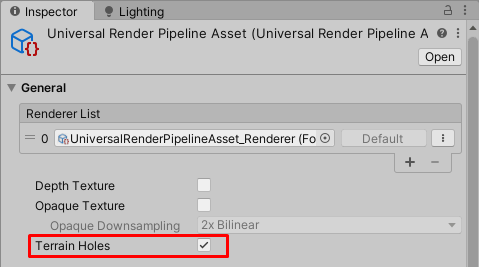 Inspector
Lighting
Universal Render Pipeline Asset (Universal Render Pipeline A
Open
General
Renderer List
0 UniversalRenderPipelineAsset_Renderer (Fo
Default
Depth Texture
Opaque Texture
Opaque Downsampling 2x Bilinear
Terrain Holes